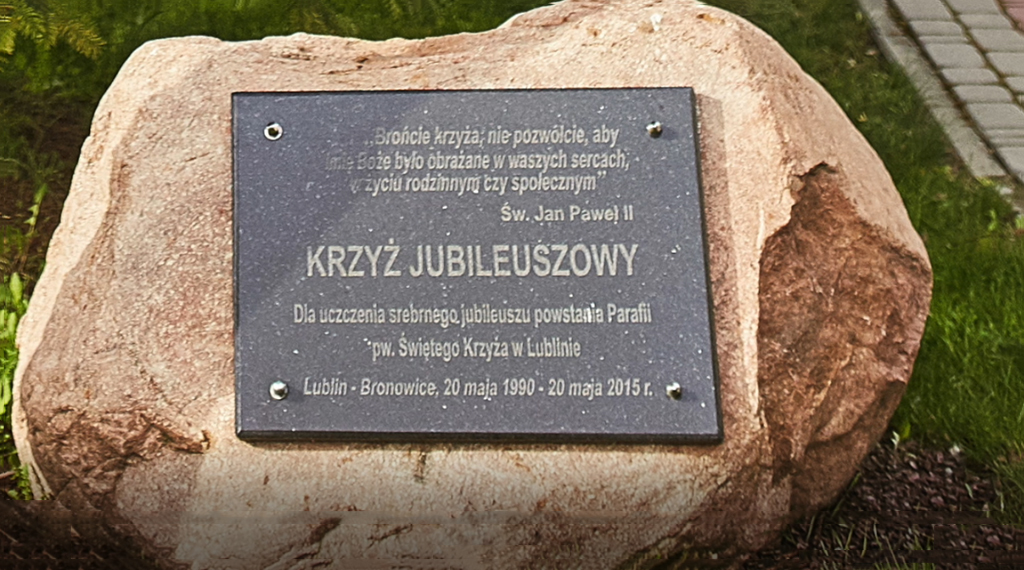 „Brońcie krzyża, nie pozwólcie, aby
Imię Boże było obrażane w waszych sercach,
w życiu rodzinnym czy społecznym”
Św. Jan Paweł II
KRZYŻ JUBILEUSZOWY
Dla uczczenia srebrnego jubileuszu powstania Parafii
pw. Świętego Krzyża w Lublinie
Lublin - Bronowice, 20 maja 1990 - 20 maja 2015 r.